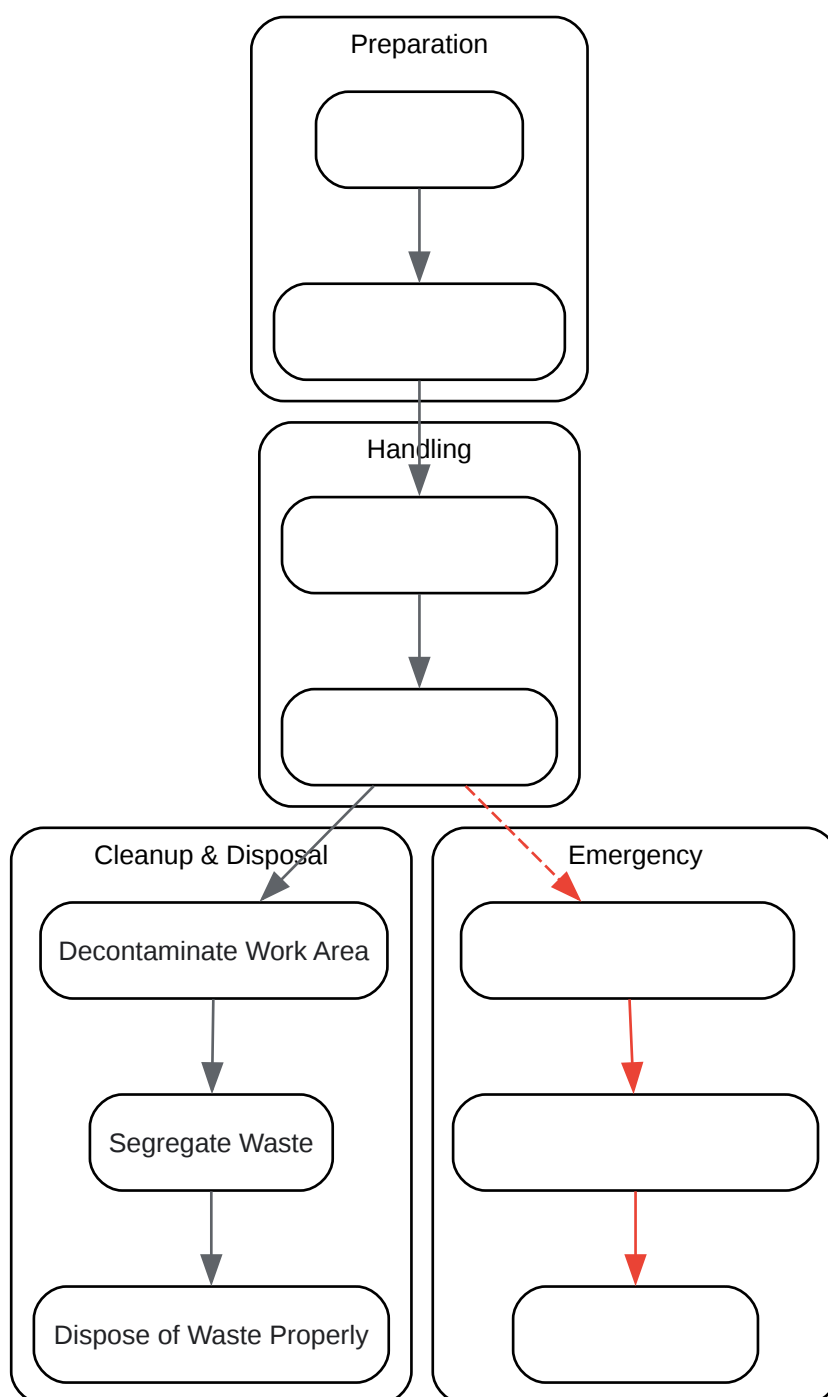 Preparation
Handling
Cleanup & Disposal
Emergency
Decontaminate Work Area
Segregate Waste
Dispose of Waste Properly